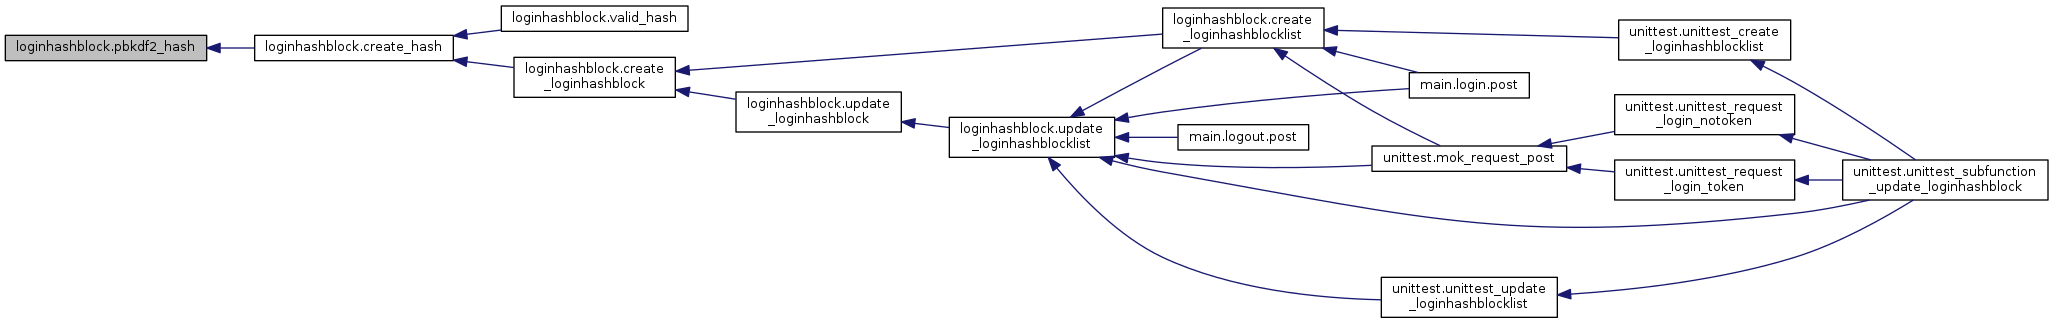 loginhashblock.pbkdf2_hash
loginhashblock.create_hash
loginhashblock.valid_hash
loginhashblock.create
_loginhashblock
loginhashblock.update
_loginhashblock
loginhashblock.update
_loginhashblocklist
loginhashblock.create
_loginhashblocklist
main.login.post
main.logout.post
unittest.mok_request_post
unittest.unittest_update
_loginhashblocklist
unittest.unittest_create
_loginhashblocklist
unittest.unittest_request
_login_notoken
unittest.unittest_request
_login_token
unittest.unittest_subfunction
_update_loginhashblock